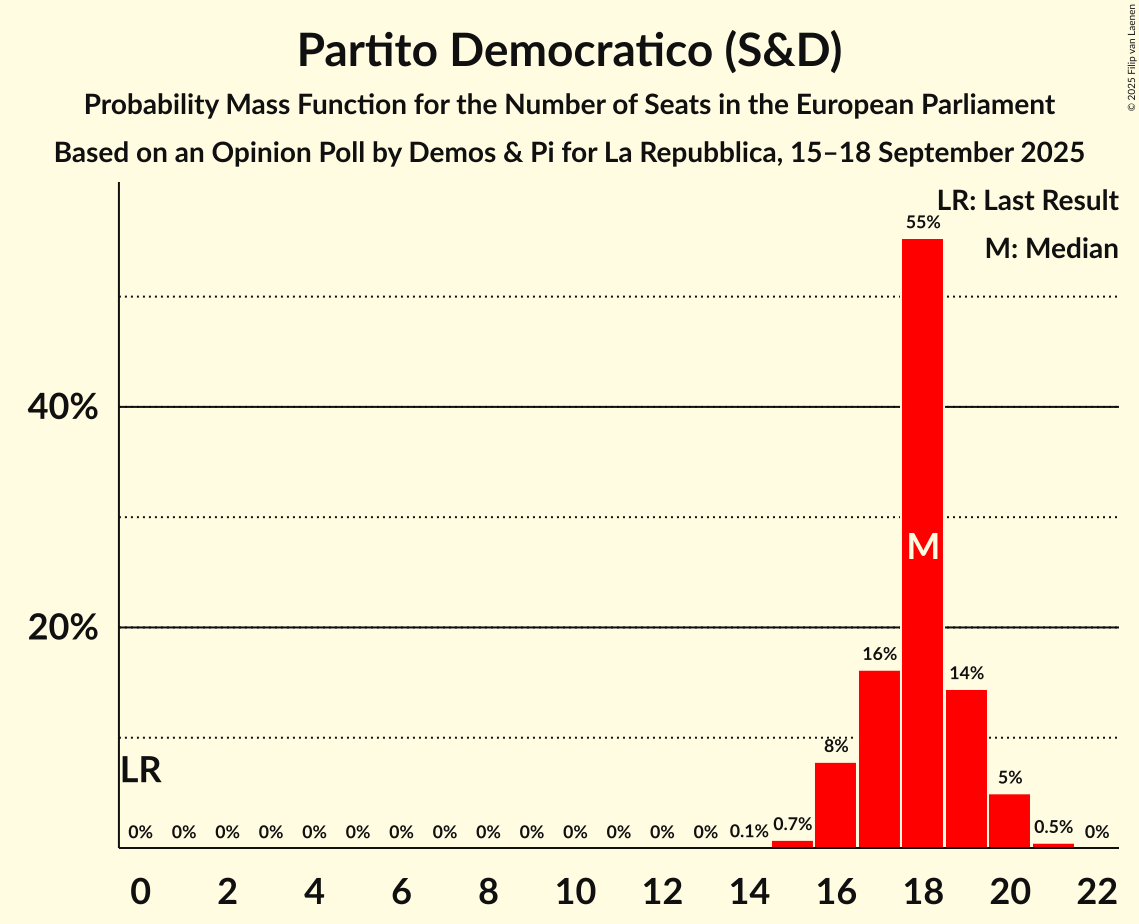 Partito Democratico (S&D)
Probability Mass Function for the Number of Seats in the European Parliament
Based on an Opinion Poll by Demos & Pi for La Repubblica, 15–18 September 2025
© 2025 Filip van Laenen
LR: Last Result
M: Median
55%
40%
M
20%
16%
14%
8%
5%
LR
0% 0% 0% 0% 0% 0% 0% 0% 0% 0% 0% 0% 0% 0% 0.1% 0.7% 0.5% 0%
0 2 4 6 8 10 12 14 16 18 20 22